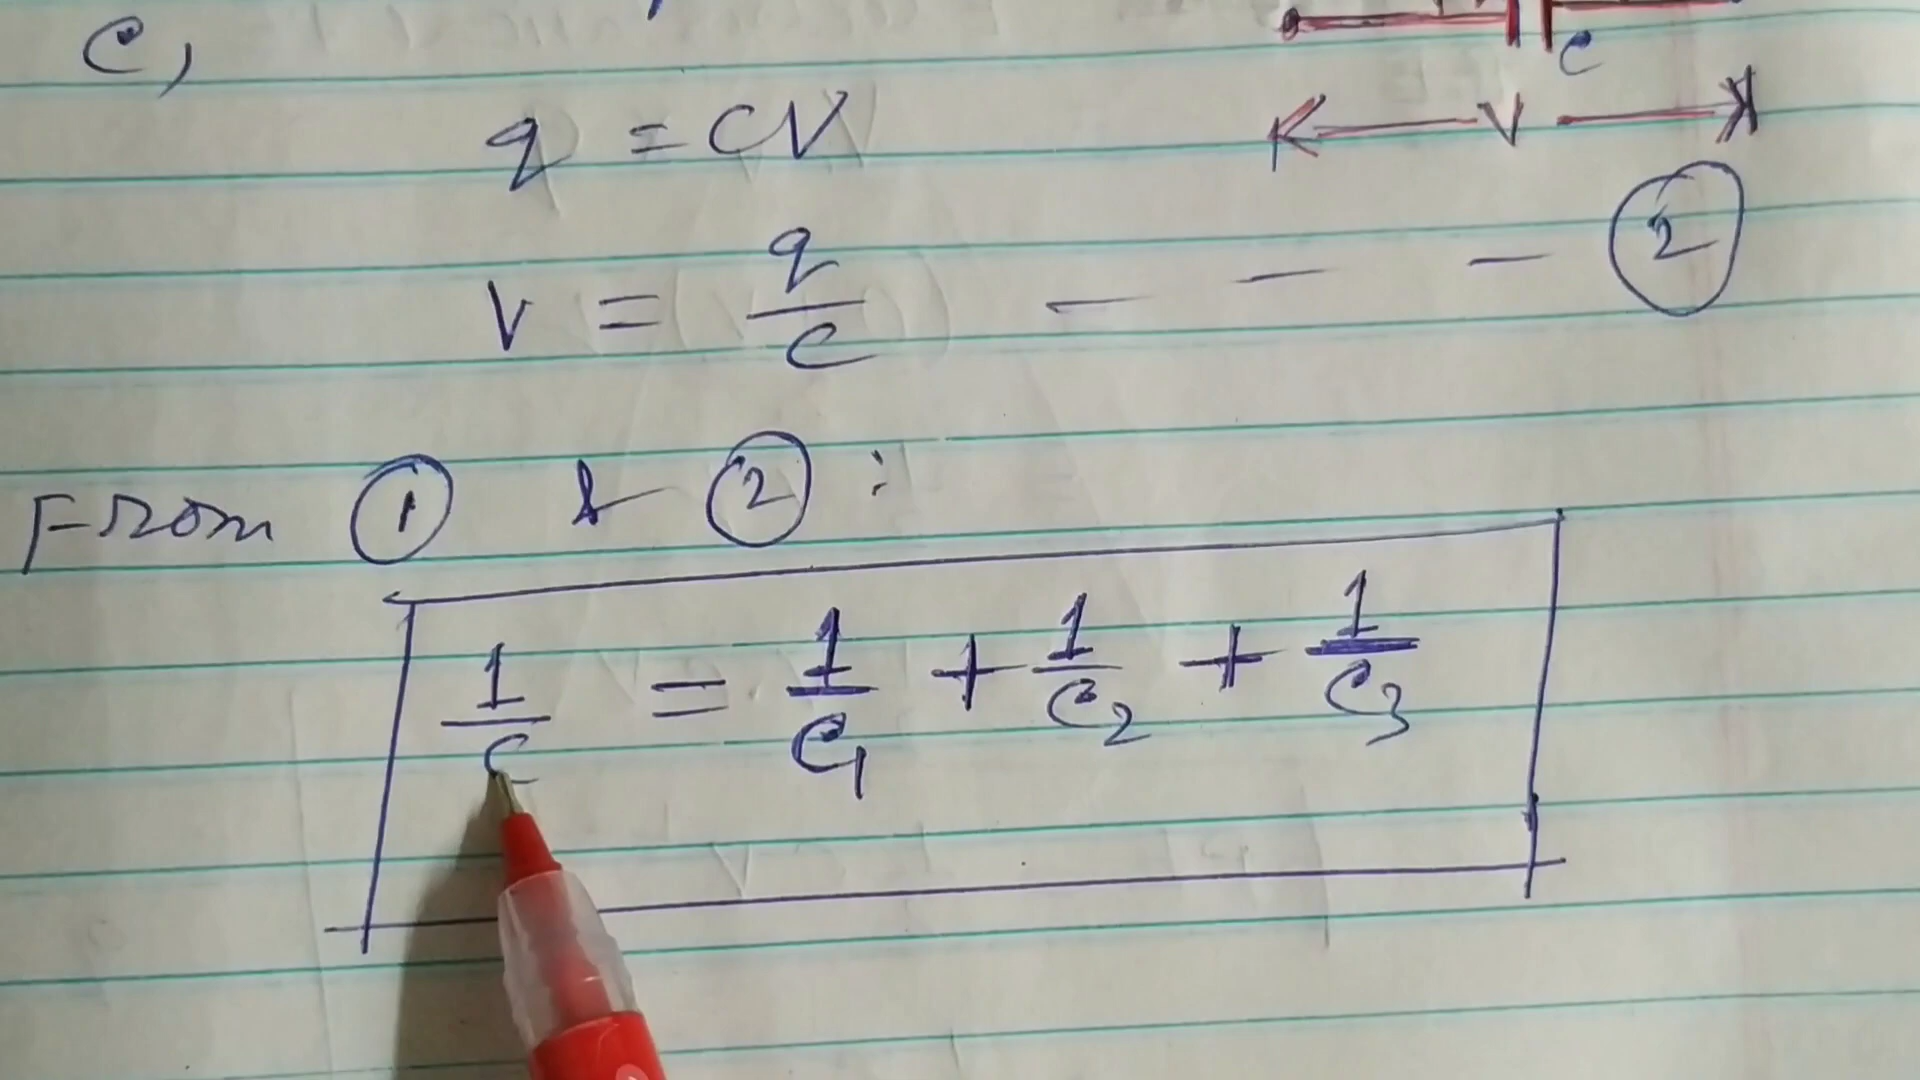 C,
C
V
q = CV
V = q/C - - - ②
From ① & ② :
1/C = 1/C₁ + 1/C₂ + 1/C₃